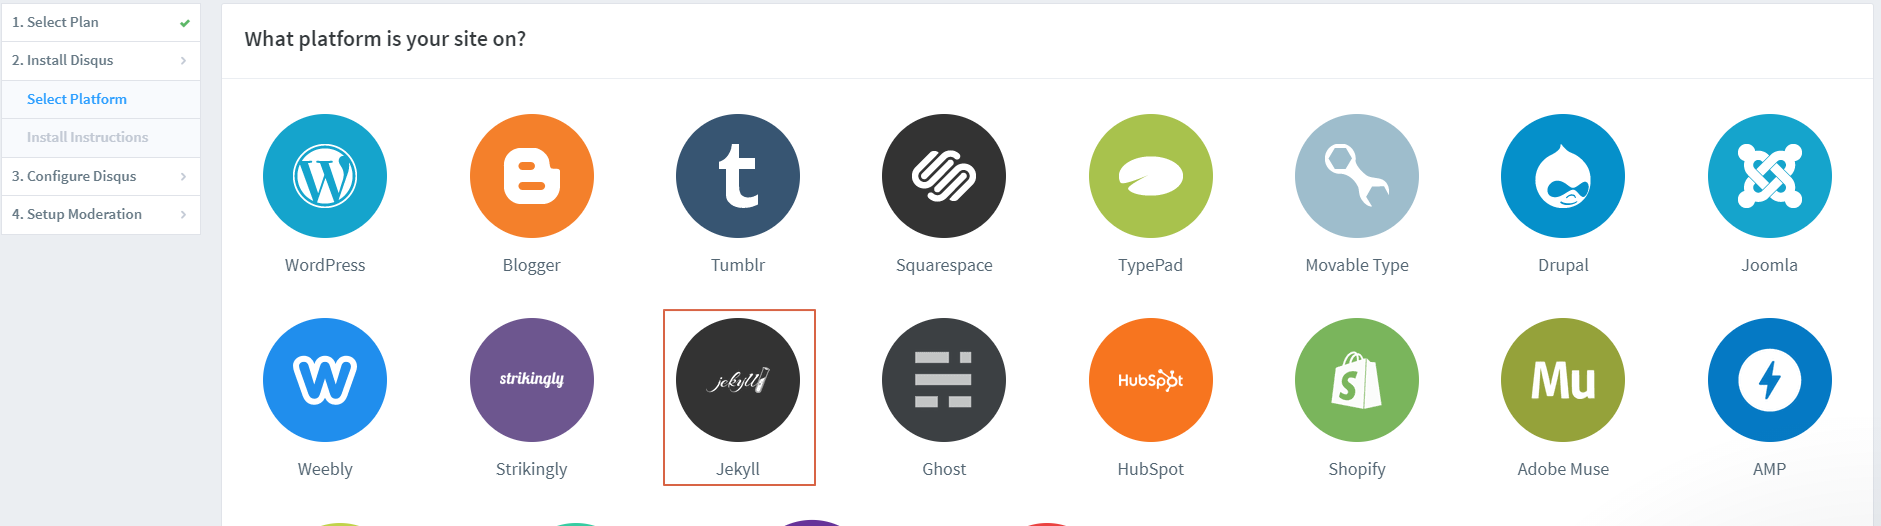 1. Select Plan
2. Install Disqus
Select Platform
Install Instructions
3. Configure Disqus
4. Setup Moderation
What platform is your site on?
WordPress Blogger Tumblr Squarespace TypePad Movable Type Drupal Joomla
strikingly jekyll HubSpot Mu
Weebly Strikingly Jekyll Ghost HubSpot Shopify Adobe Muse AMP